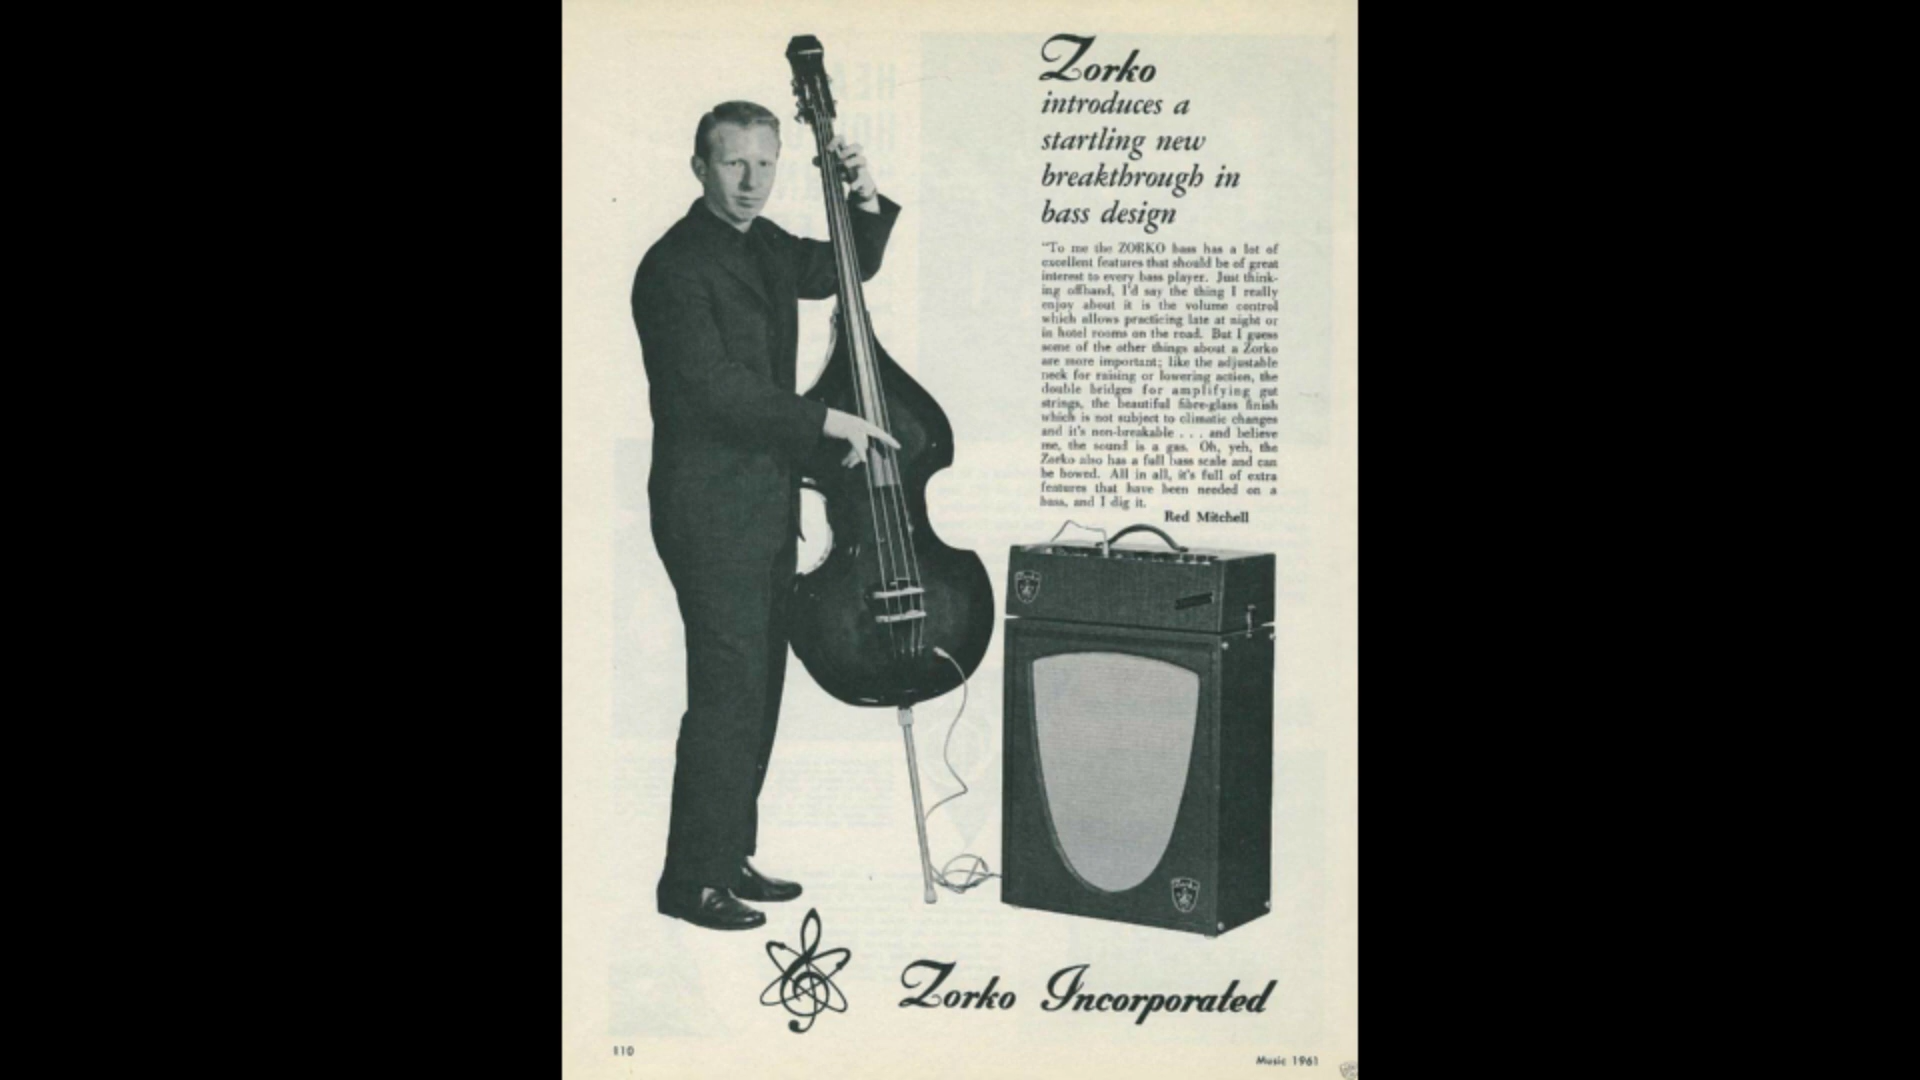 Zorko
introduces a
startling new
breakthrough in
bass design
"To me the ZORKO bass has a lot of
excellent features that should be of great
interest to every bass player. Just think-
ing offhand, I'd say the thing I really
enjoy about it is the volume control
which allows practicing late at night or
in hotel rooms on the road. But I guess
some of the other things about a Zorko
are more important; like the adjustable
neck for raising or lowering action, the
double bridges for amplifying gut
strings, the beautiful fibre-glass finish
which is not subject to climatic changes
and it's non-breakable . . . and believe
me, the sound is a gas. Oh, yeh, the
Zorko also has a full bass scale and can
be bowed. All in all, it's full of extra
features that have been needed on a
bass, and I dig it.
Red Mitchell
Zorko Incorporated
110
Music 1961